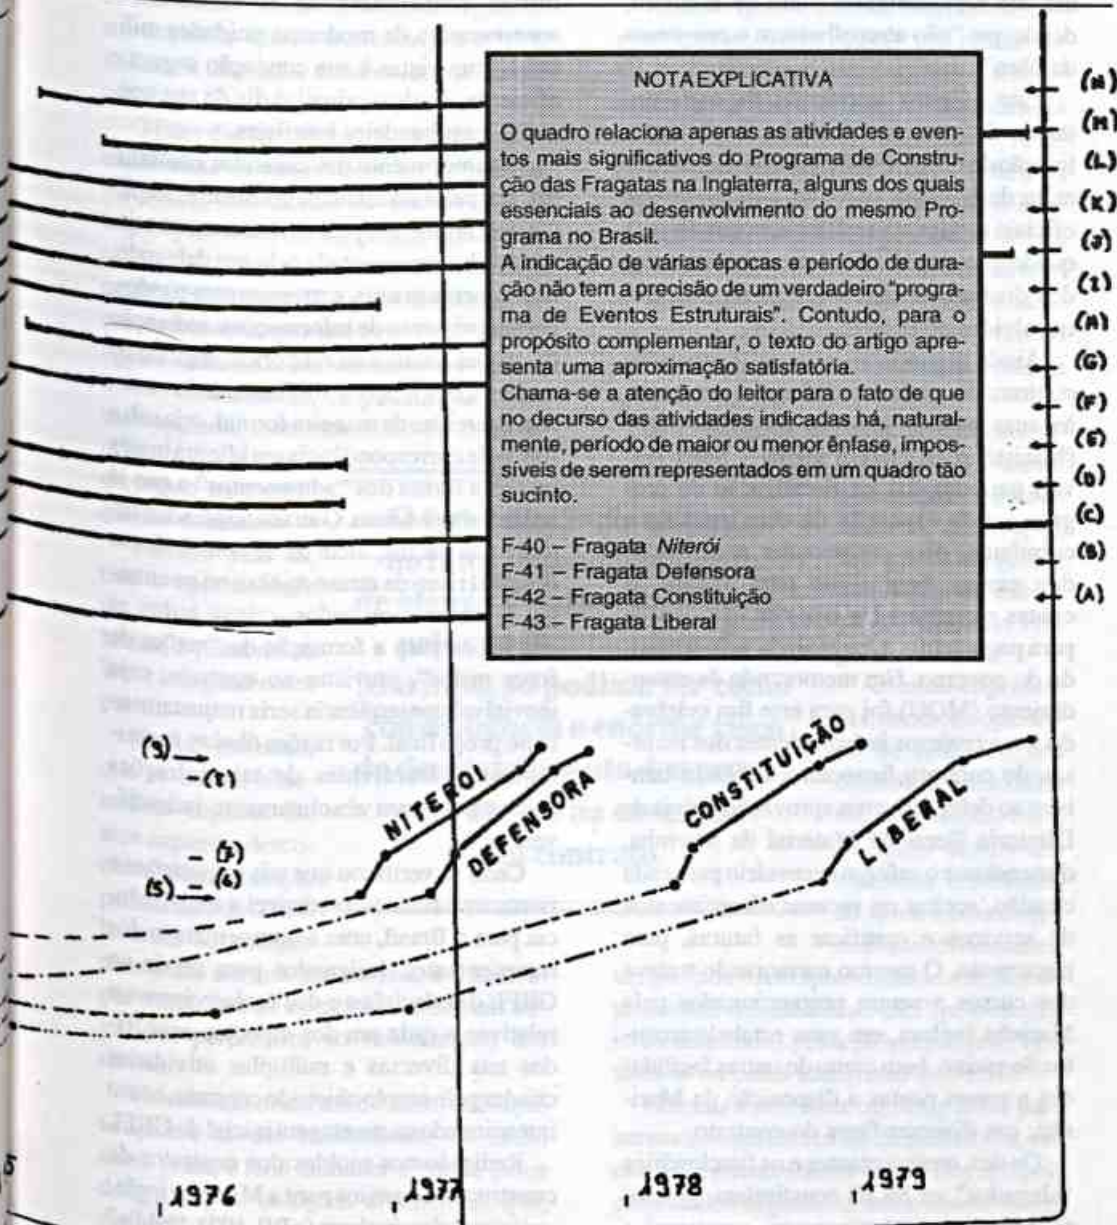 NOTA EXPLICATIVA
O quadro relaciona apenas as atividades e even-
tos mais significativos do Programa de Constru-
ção das Fragatas na Inglaterra, alguns dos quais
essenciais ao desenvolvimento do mesmo Pro-
grama no Brasil.
A indicação de várias épocas e período de dura-
ção não tem a precisão de um verdadeiro "progra-
ma de Eventos Estruturais". Contudo, para o
propósito complementar, o texto do artigo apre-
senta uma aproximação satisfatória.
Chama-se a atenção do leitor para o fato de que
no decurso das atividades indicadas há, natural-
mente, período de maior ou menor ênfase, impos-
síveis de serem representados em um quadro tão
sucinto.
F-40 – Fragata Niterói
F-41 – Fragata Defensora
F-42 – Fragata Constituição
F-43 – Fragata Liberal
(M)
(L)
(K)
(J)
(I)
(H)
(G)
(F)
(E)
(D)
(C)
(B)
(A)
(3)
(2)
(7)
(5) - (6)
NITEROI
DEFENSORA
CONSTITUIÇÃO
LIBERAL
1976
1977
1978
1979